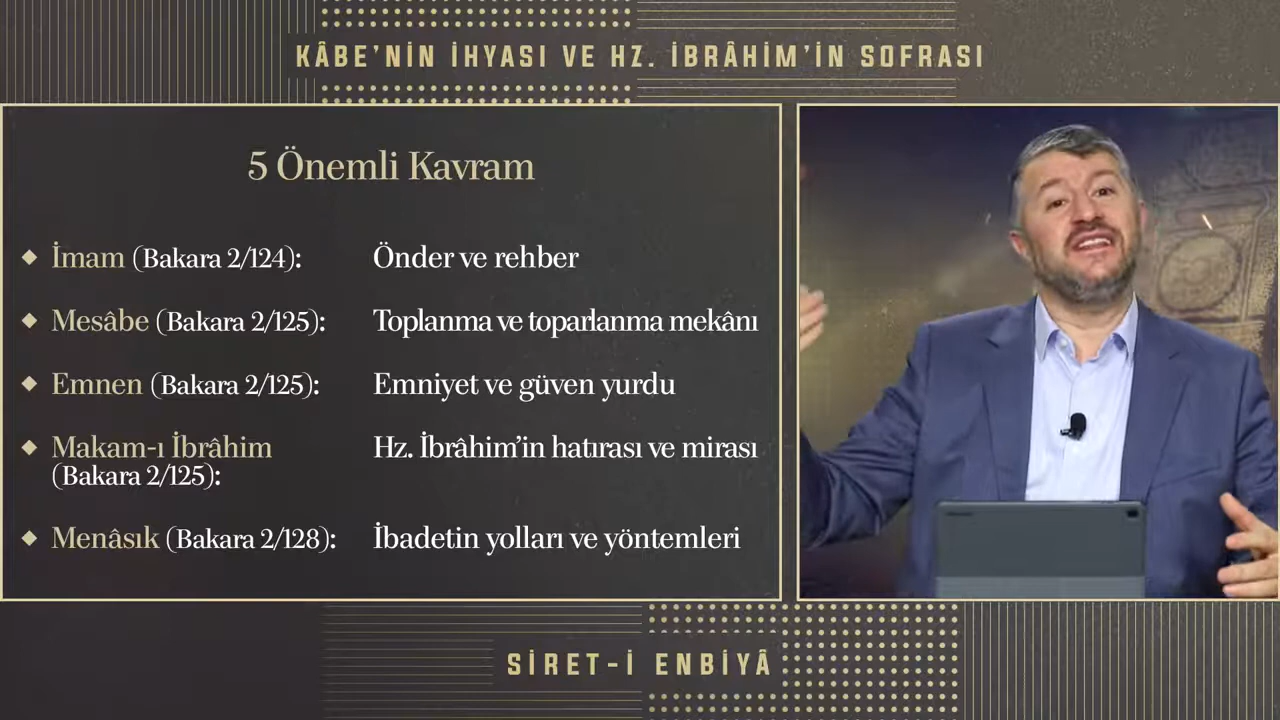 KÂBE'NİN İHYASI VE HZ. İBRÂHİM'İN SOFRASI
5 Önemli Kavram
◆ İmam (Bakara 2/124): Önder ve rehber
◆ Mesâbe (Bakara 2/125): Toplanma ve toparlanma mekânı
◆ Emnen (Bakara 2/125): Emniyet ve güven yurdu
◆ Makam-ı İbrâhim Hz. İbrâhim'in hatırası ve mirası
(Bakara 2/125):
◆ Menâsık (Bakara 2/128): İbadetin yolları ve yöntemleri
SİRET-İ ENBİYÂ